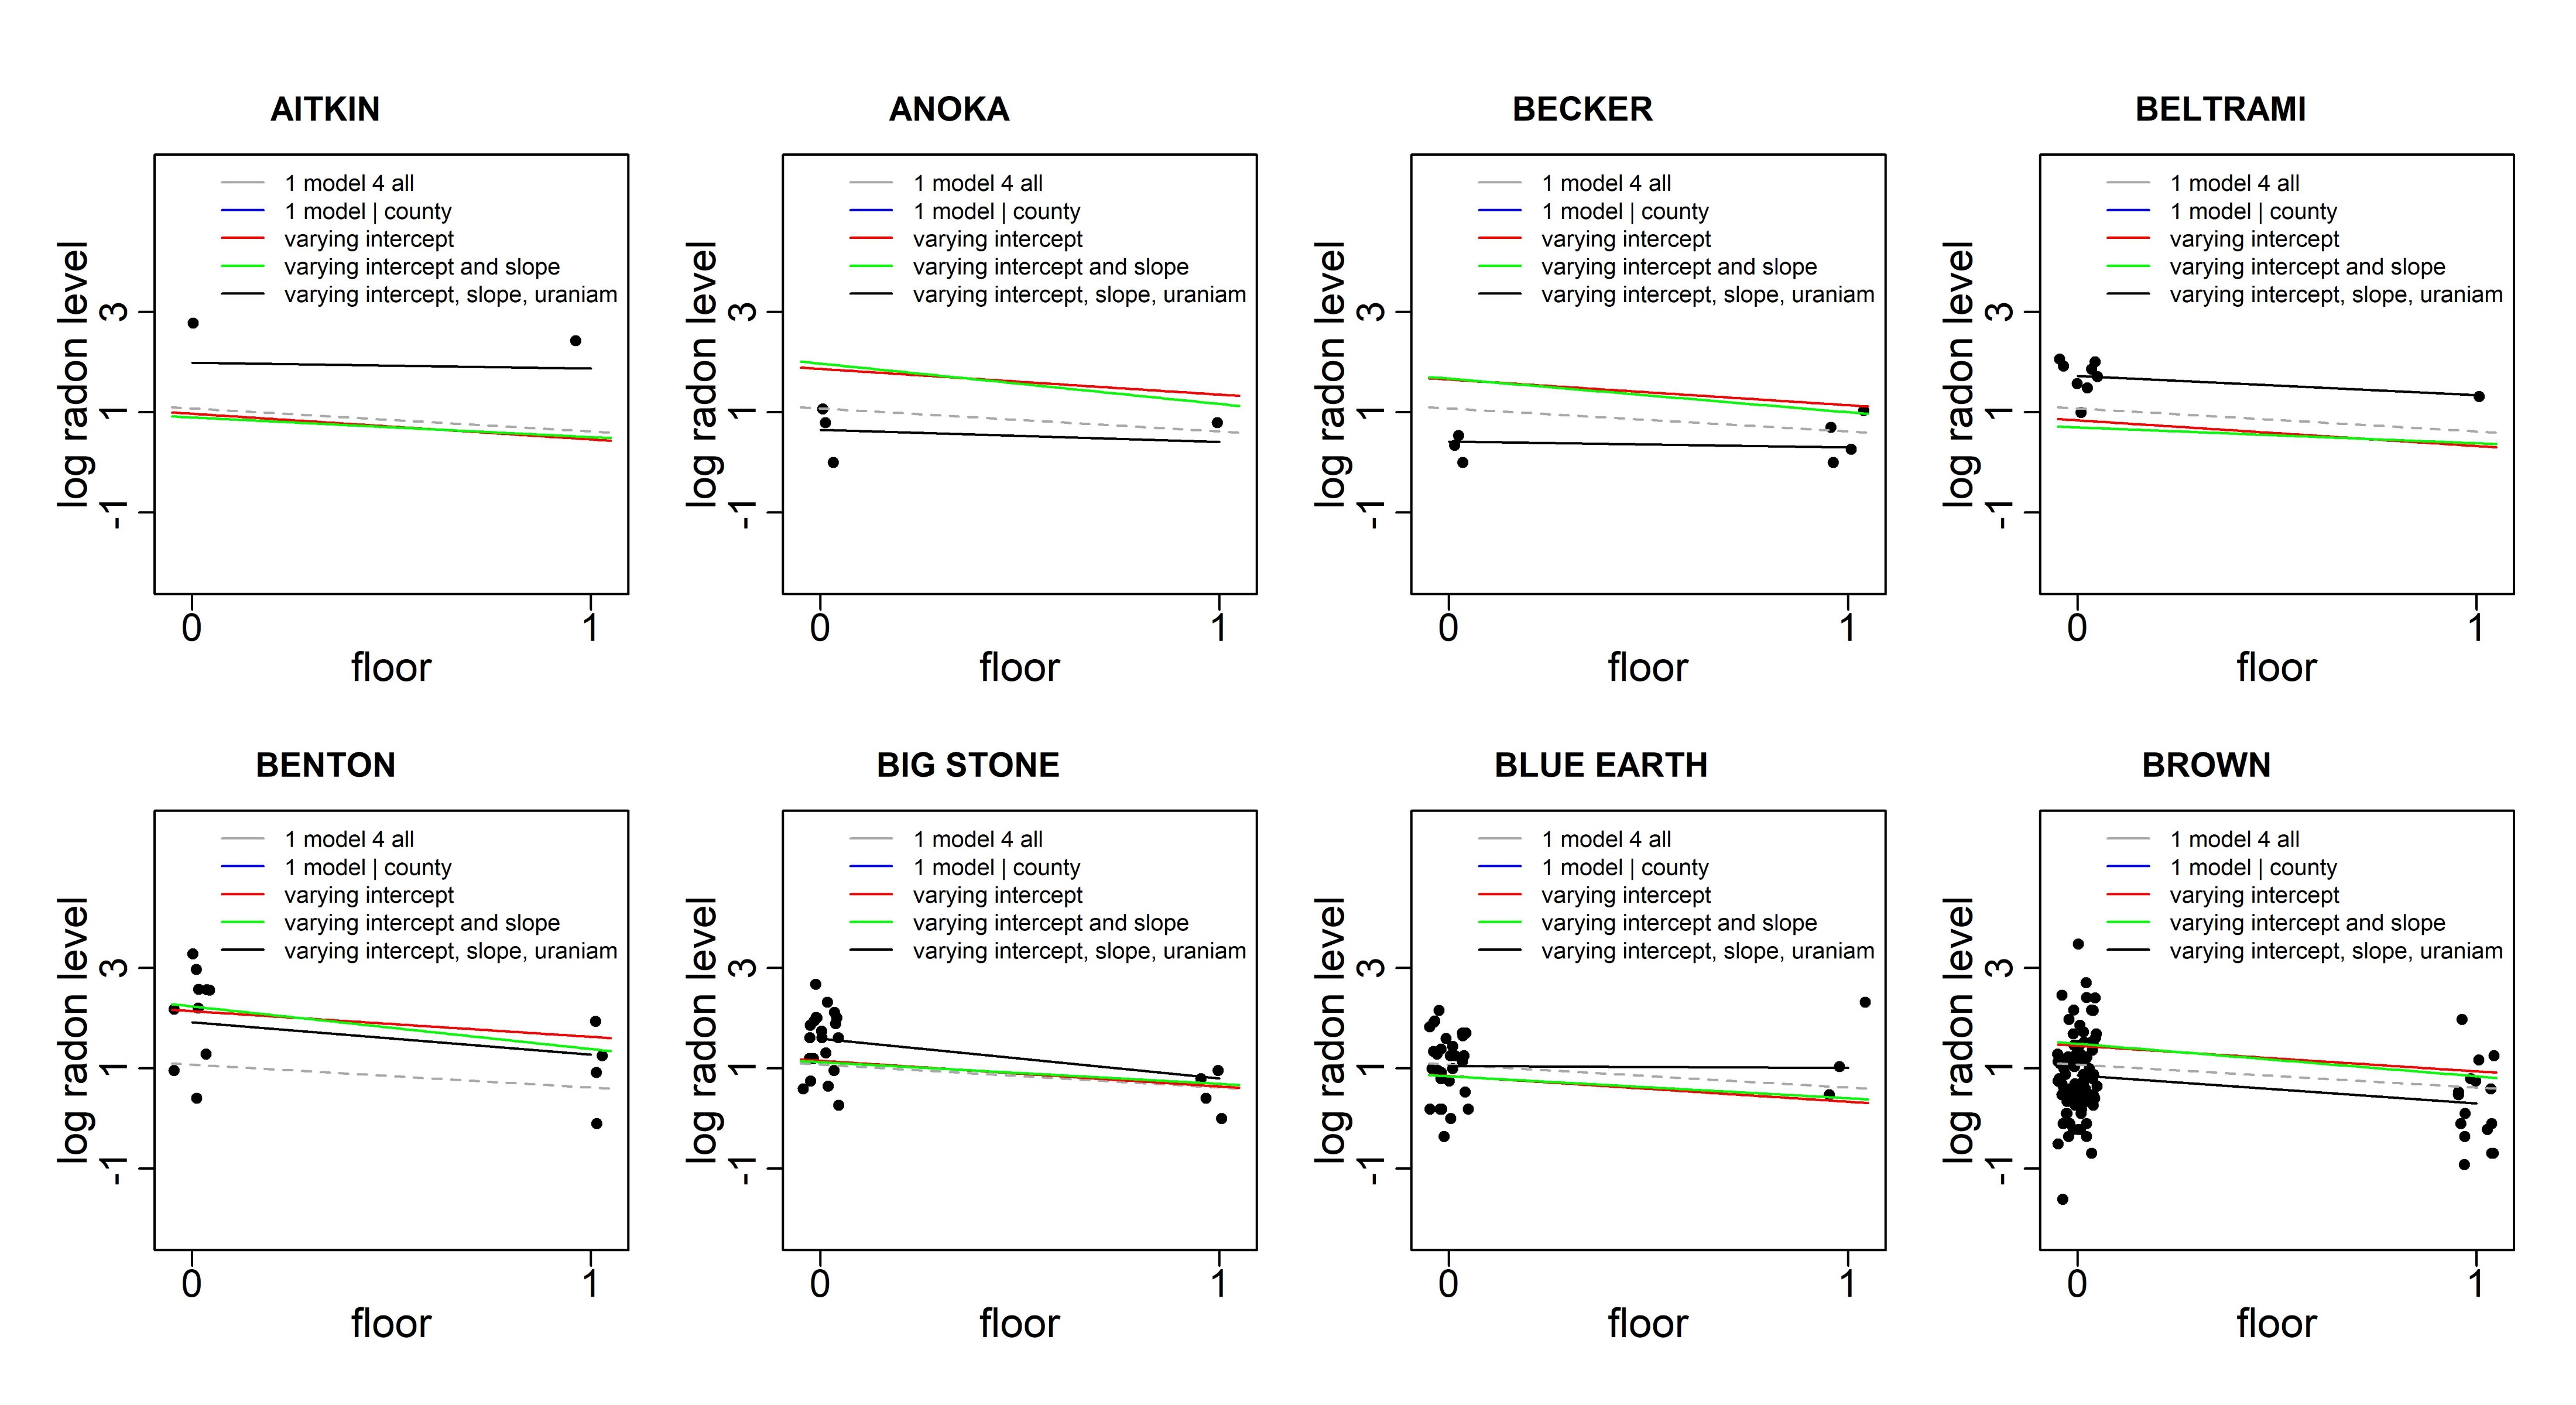 AITKIN
1 model 4 all
1 model | county
varying intercept
varying intercept and slope
varying intercept, slope, uraniam
log radon level
3
1
-1
0
1
floor
ANOKA
1 model 4 all
1 model | county
varying intercept
varying intercept and slope
varying intercept, slope, uraniam
log radon level
3
1
-1
0
1
floor
BECKER
1 model 4 all
1 model | county
varying intercept
varying intercept and slope
varying intercept, slope, uraniam
log radon level
3
1
-1
0
1
floor
BELTRAMI
1 model 4 all
1 model | county
varying intercept
varying intercept and slope
varying intercept, slope, uraniam
log radon level
3
1
-1
0
1
floor
BENTON
1 model 4 all
1 model | county
varying intercept
varying intercept and slope
varying intercept, slope, uraniam
log radon level
3
1
-1
0
1
floor
BIG STONE
1 model 4 all
1 model | county
varying intercept
varying intercept and slope
varying intercept, slope, uraniam
log radon level
3
1
-1
0
1
floor
BLUE EARTH
1 model 4 all
1 model | county
varying intercept
varying intercept and slope
varying intercept, slope, uraniam
log radon level
3
1
-1
0
1
floor
BROWN
1 model 4 all
1 model | county
varying intercept
varying intercept and slope
varying intercept, slope, uraniam
log radon level
3
1
-1
0
1
floor